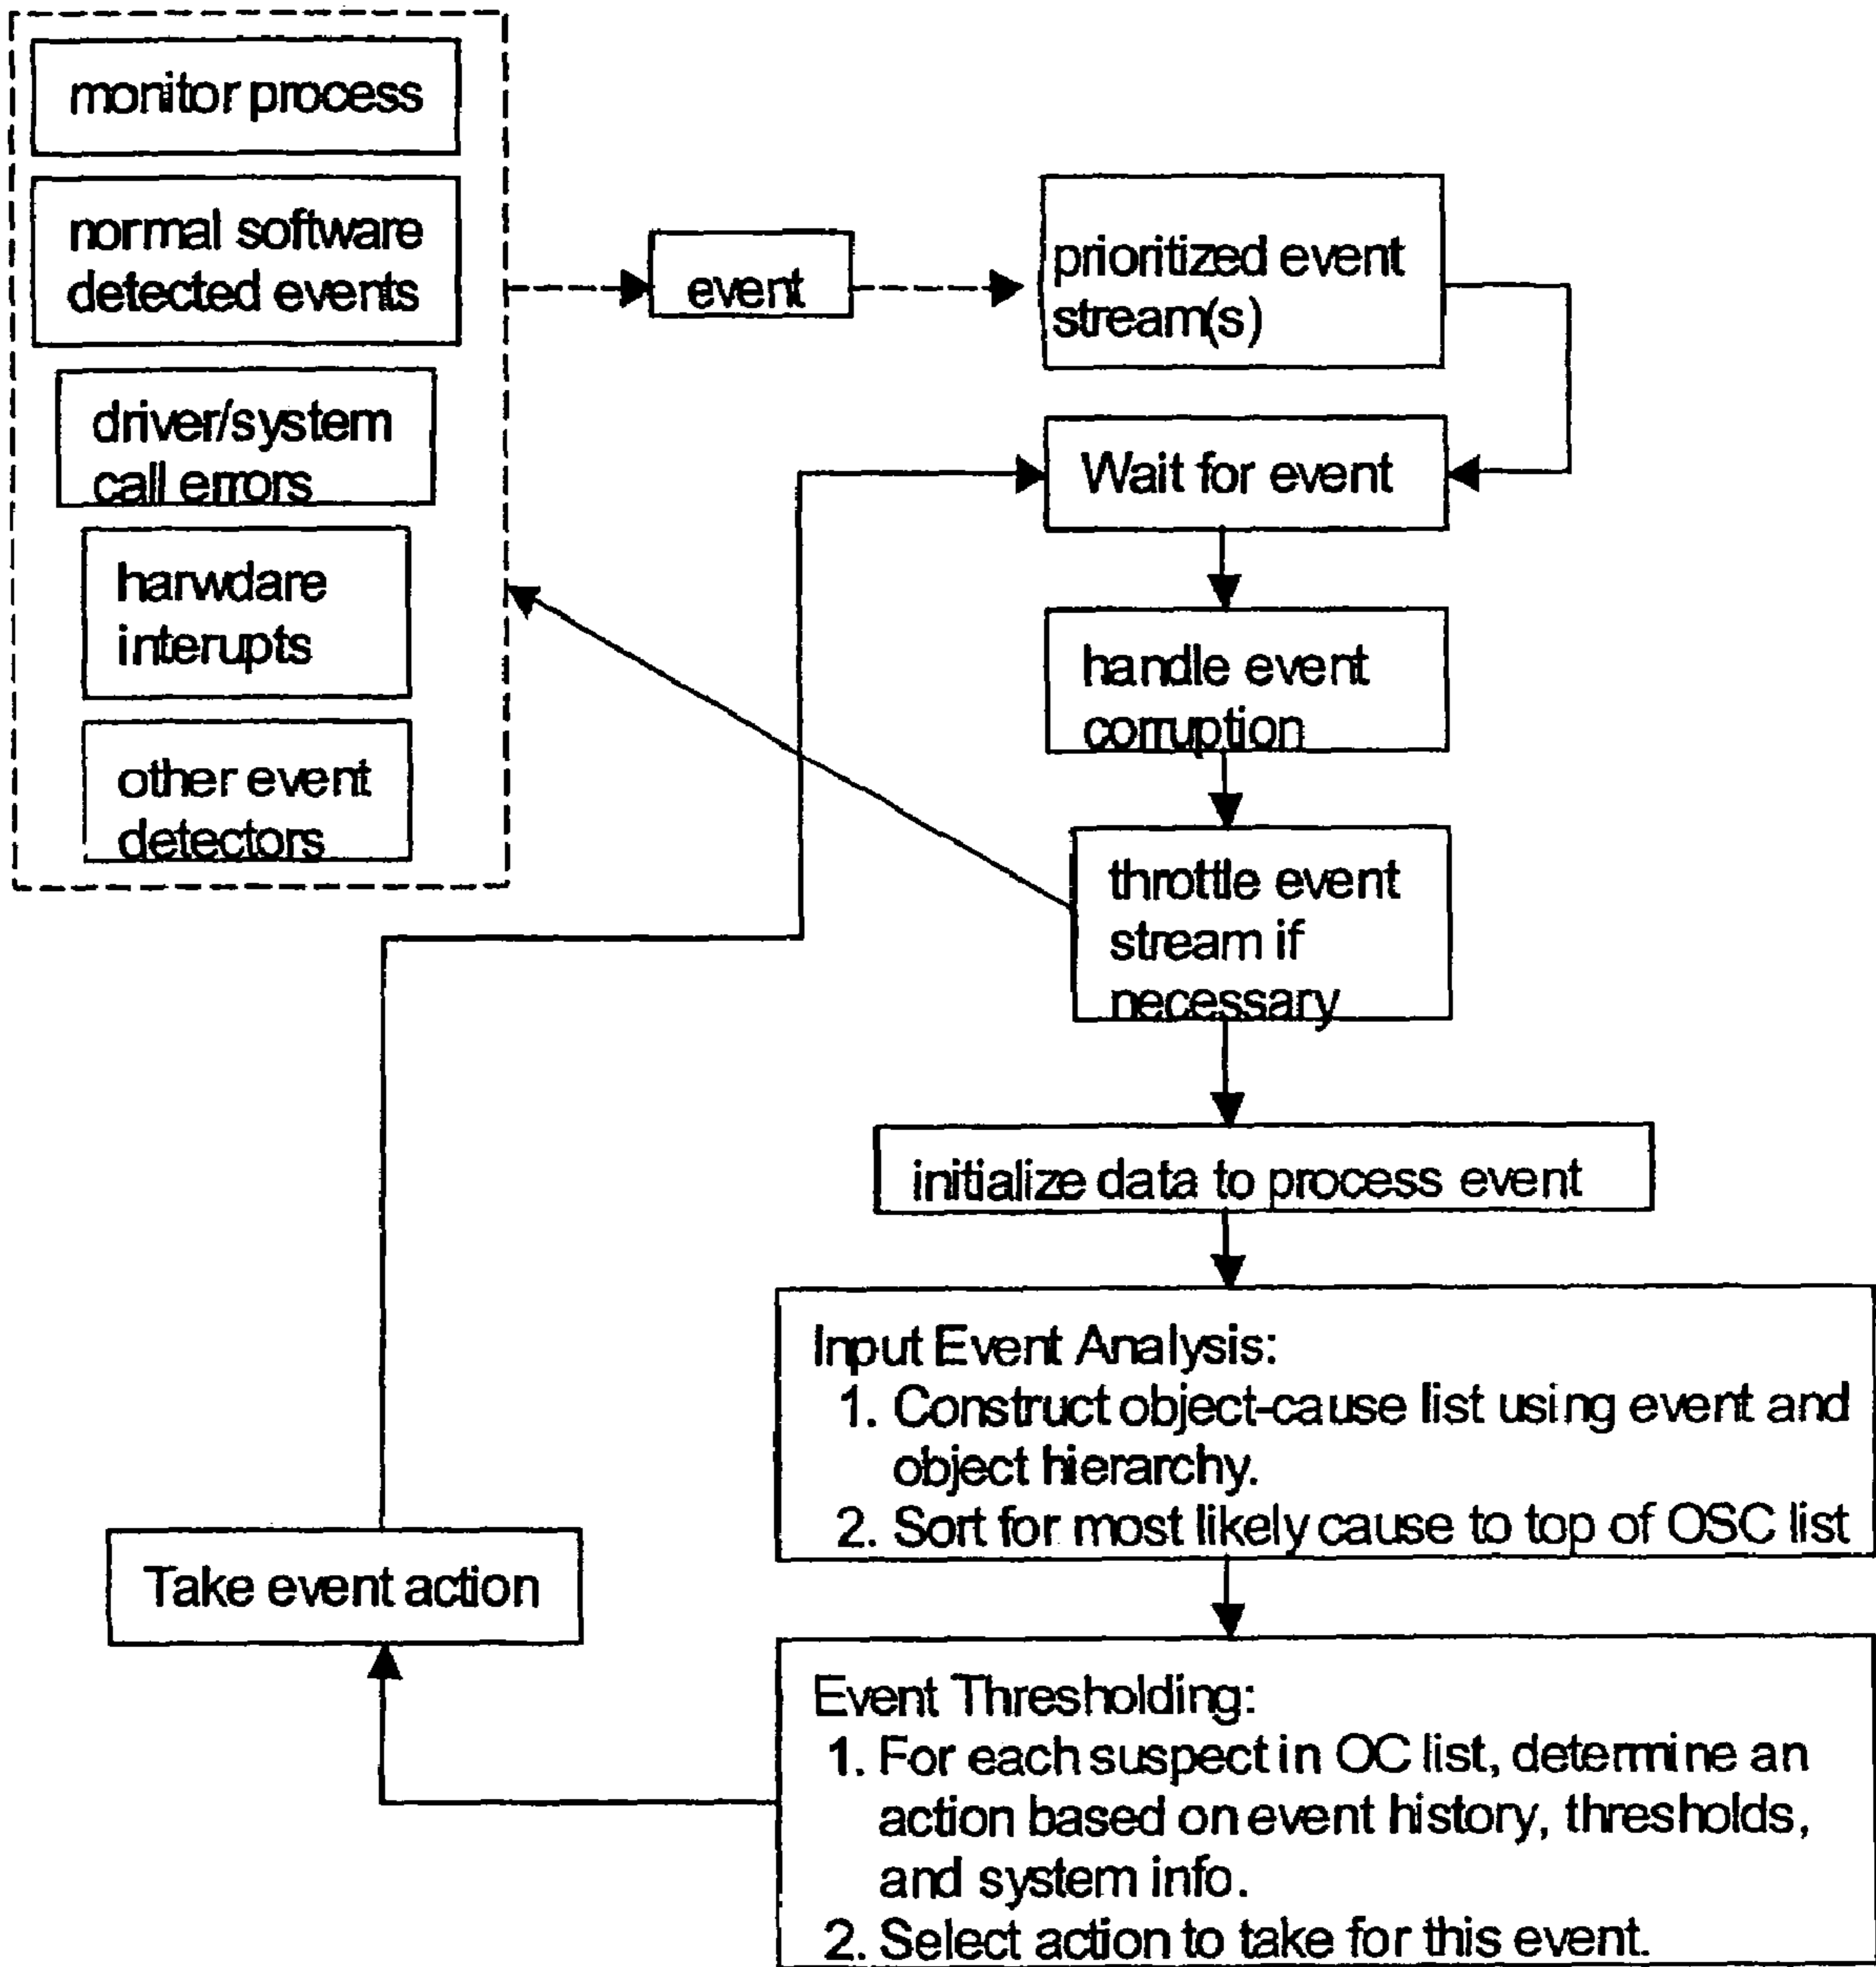 monitor process
normal software
detected events
driver/system
call errors
harwdare
interupts
other event
detectors
event
prioritized event
stream(s)
Wait for event
handle event
corruption
throttle event
stream if
necessary
initialize data to process event
Input Event Analysis:
1. Construct object-cause list using event and
object hierarchy.
2. Sort for most likely cause to top of OSC list
Event Thresholding:
1. For each suspect in OC list, determine an
action based on event history, thresholds,
and system info.
2. Select action to take for this event.
Take event action